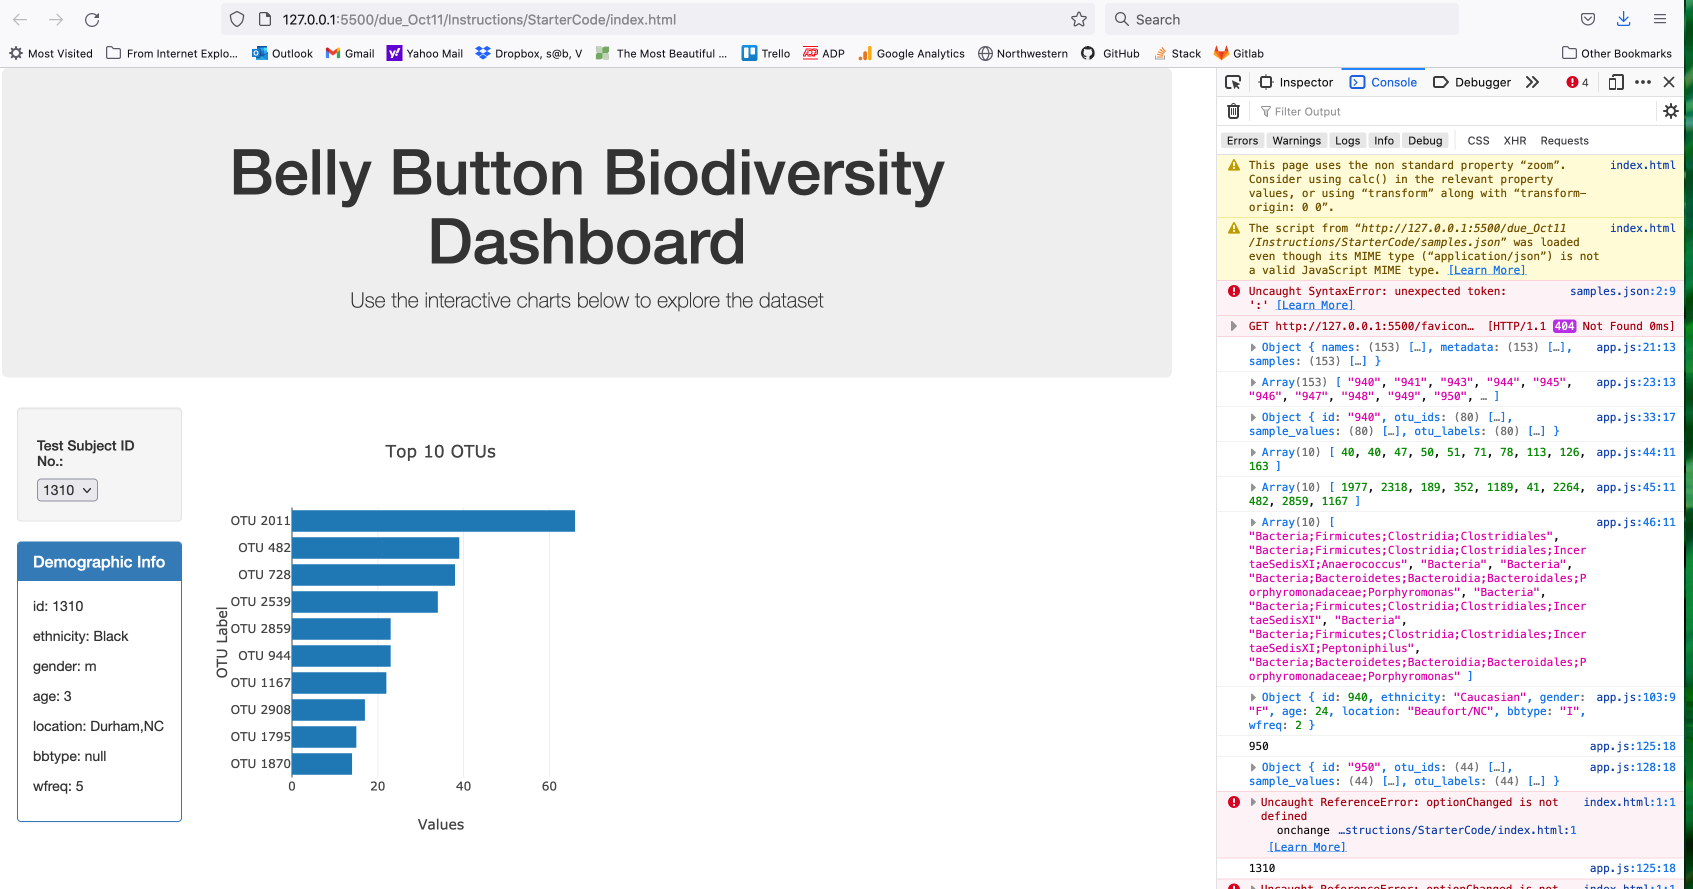 127.0.0.1:5500/due_Oct11/Instructions/StarterCode/index.html
Search
Most Visited
From Internet Explo...
Outlook
Gmail
Yahoo Mail
Dropbox, s@b, V
The Most Beautiful ...
Trello
ADP
Google Analytics
Northwestern
GitHub
Stack
Gitlab
Other Bookmarks
Belly Button Biodiversity
Dashboard
Use the interactive charts below to explore the dataset
Test Subject ID
No.:
1310
Demographic Info
id: 1310
ethnicity: Black
gender: m
age: 3
location: Durham,NC
bbtype: null
wfreq: 5
Top 10 OTUs
OTU Label
OTU 2011
OTU 482
OTU 728
OTU 2539
OTU 2859
OTU 944
OTU 1167
OTU 2908
OTU 1795
OTU 1870
0 20 40 60
Values
Inspector Console Debugger 4
Filter Output
Errors Warnings Logs Info Debug CSS XHR Requests
This page uses the non standard property “zoom”. index.html
Consider using calc() in the relevant property
values, or using “transform” along with “transform-
origin: 0 0”.
The script from “http://127.0.0.1:5500/due_Oct11 index.html
/Instructions/StarterCode/samples.json” was loaded
even though its MIME type (“application/json”) is not
a valid JavaScript MIME type. [Learn More]
Uncaught SyntaxError: unexpected token: samples.json:2:9
':' [Learn More]
GET http://127.0.0.1:5500/favicon… [HTTP/1.1 404 Not Found 0ms]
Object { names: (153) […], metadata: (153) […], app.js:21:13
samples: (153) […] }
Array(153) [ "940", "941", "943", "944", "945", app.js:23:13
"946", "947", "948", "949", "950", … ]
Object { id: "940", otu_ids: (80) […], app.js:33:17
sample_values: (80) […], otu_labels: (80) […] }
Array(10) [ 40, 40, 47, 50, 51, 71, 78, 113, 126, app.js:44:11
163 ]
Array(10) [ 1977, 2318, 189, 352, 1189, 41, 2264, app.js:45:11
482, 2859, 1167 ]
Array(10) [ app.js:46:11
"Bacteria;Firmicutes;Clostridia;Clostridiales",
"Bacteria;Firmicutes;Clostridia;Clostridiales;Incer
taeSedisXI;Anaerococcus", "Bacteria", "Bacteria",
"Bacteria;Bacteroidetes;Bacteroidia;Bacteroidales;P
orphyromonadaceae;Porphyromonas", "Bacteria",
"Bacteria;Firmicutes;Clostridia;Clostridiales;Incer
taeSedisXI", "Bacteria",
"Bacteria;Firmicutes;Clostridia;Clostridiales;Incer
taeSedisXI;Peptoniphilus",
"Bacteria;Bacteroidetes;Bacteroidia;Bacteroidales;P
orphyromonadaceae;Porphyromonas" ]
Object { id: 940, ethnicity: "Caucasian", gender: app.js:103:9
"F", age: 24, location: "Beaufort/NC", bbtype: "I",
wfreq: 2 }
950 app.js:125:18
Object { id: "950", otu_ids: (44) […], app.js:128:18
sample_values: (44) […], otu_labels: (44) […] }
Uncaught ReferenceError: optionChanged is not index.html:1:1
defined
onchange …structions/StarterCode/index.html:1
[Learn More]
1310 app.js:125:18
Uncaught ReferenceError: optionChanged is not index.html:1:1